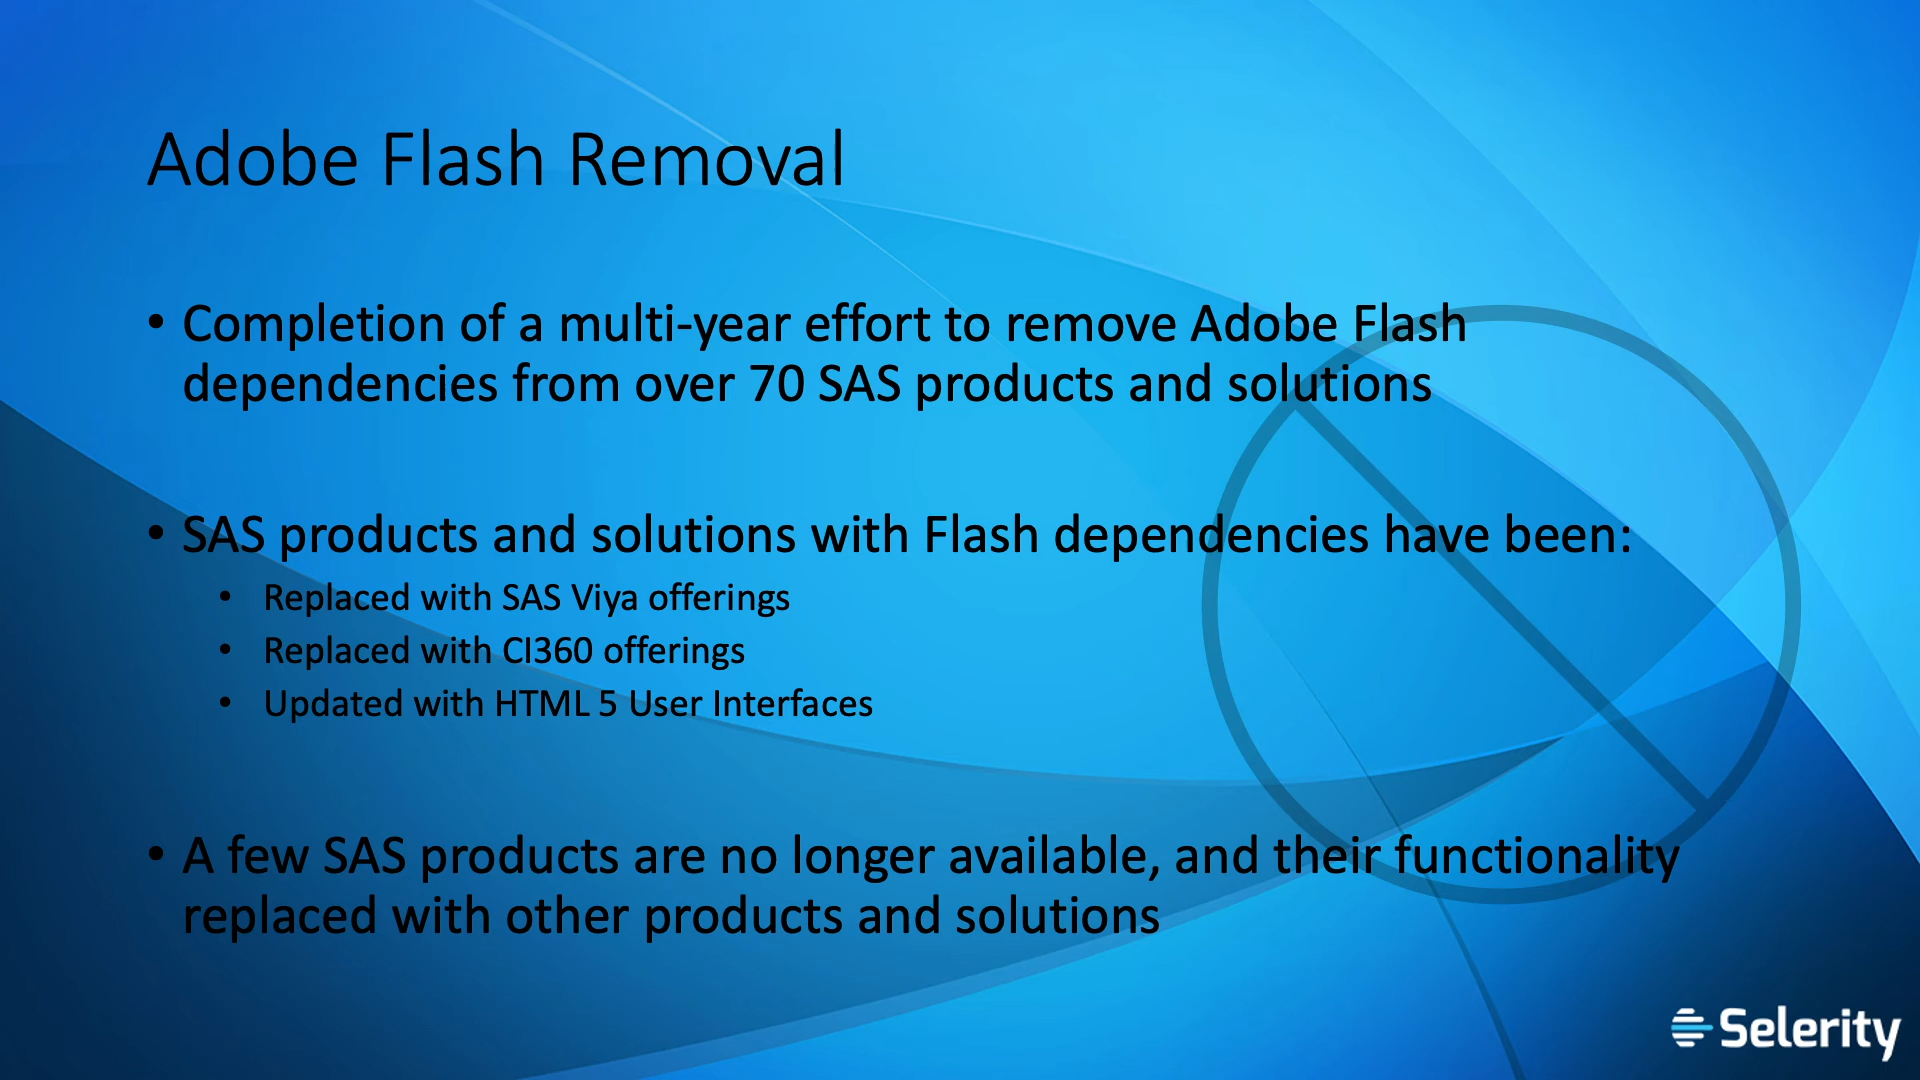 Adobe Flash Removal
• Completion of a multi-year effort to remove Adobe Flash
dependencies from over 70 SAS products and solutions
• SAS products and solutions with Flash dependencies have been:
• Replaced with SAS Viya offerings
• Replaced with CI360 offerings
• Updated with HTML 5 User Interfaces
• A few SAS products are no longer available, and their functionality
replaced with other products and solutions
Selerity